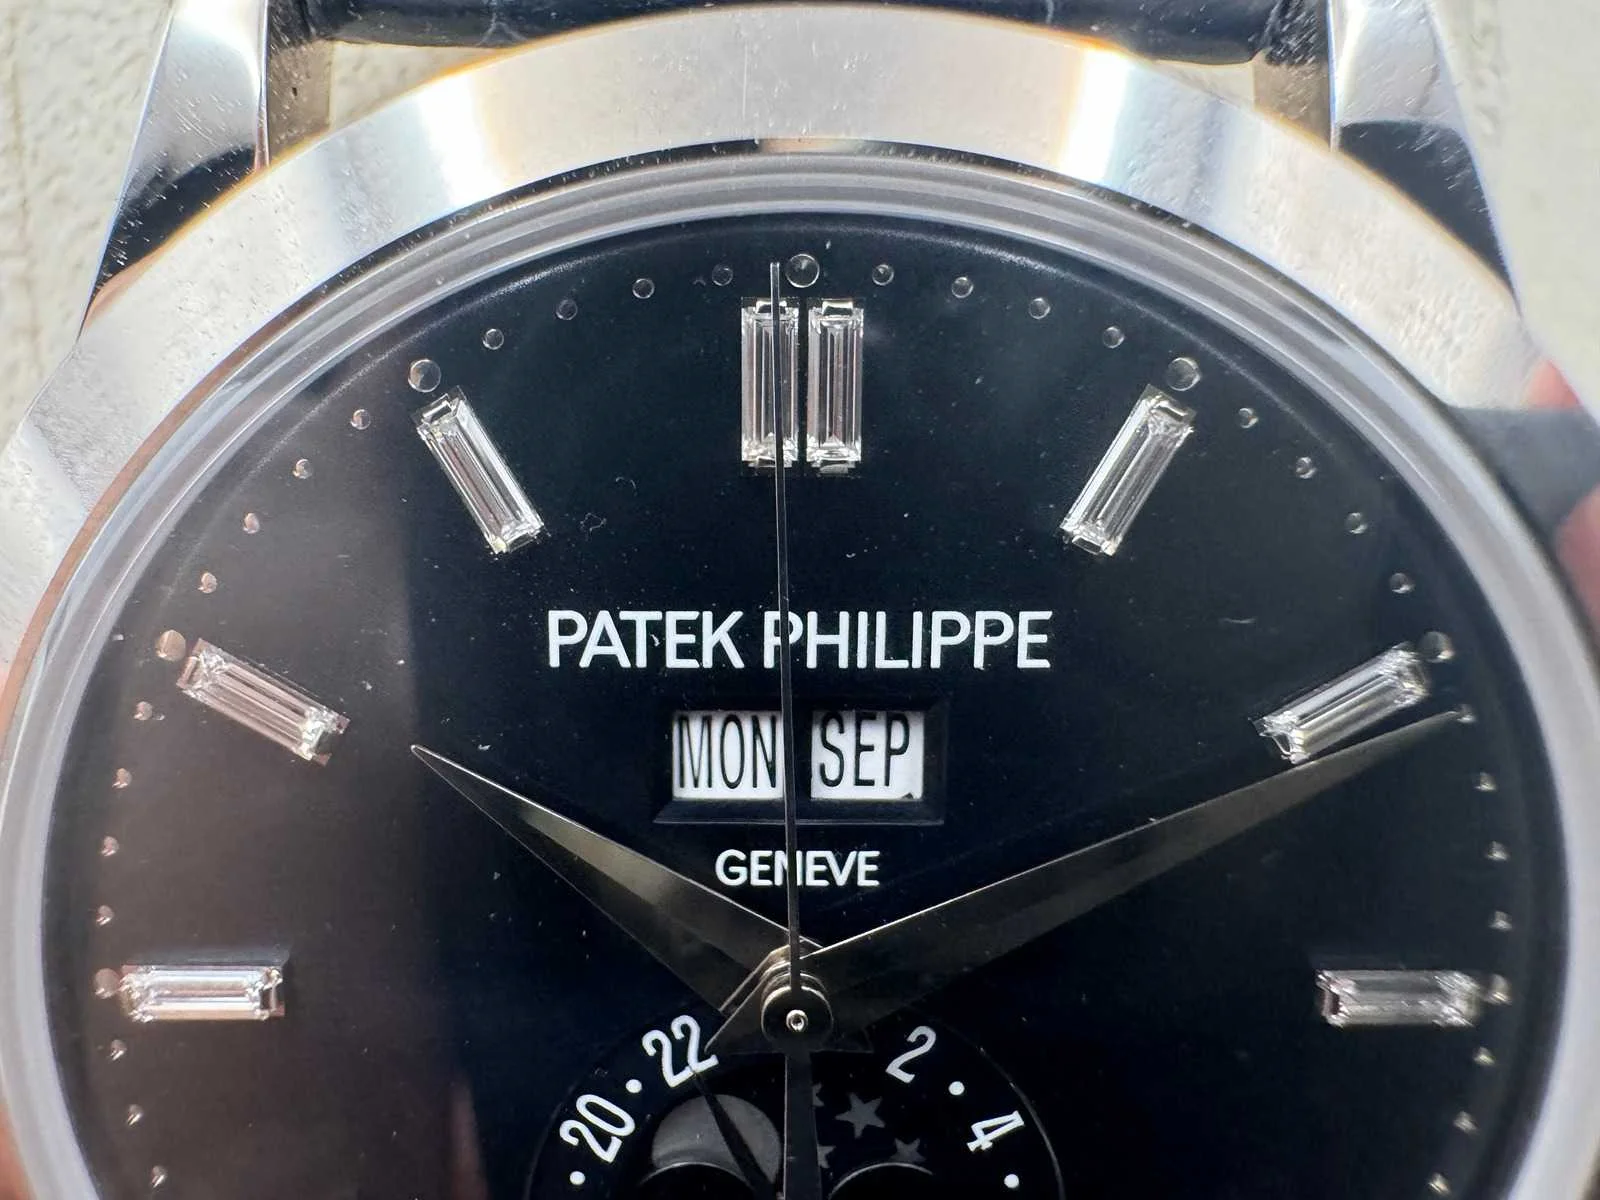 PATEK PHILIPPE
MON SEP
GENEVE
22 2
20 4